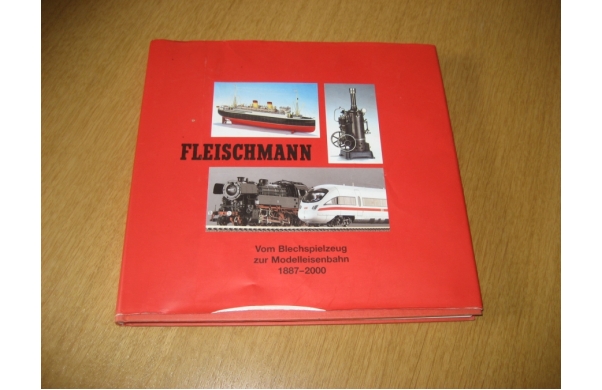 FLEISCHMANN
Vom Blechspielzeug
zur Modelleisenbahn
1887–2000